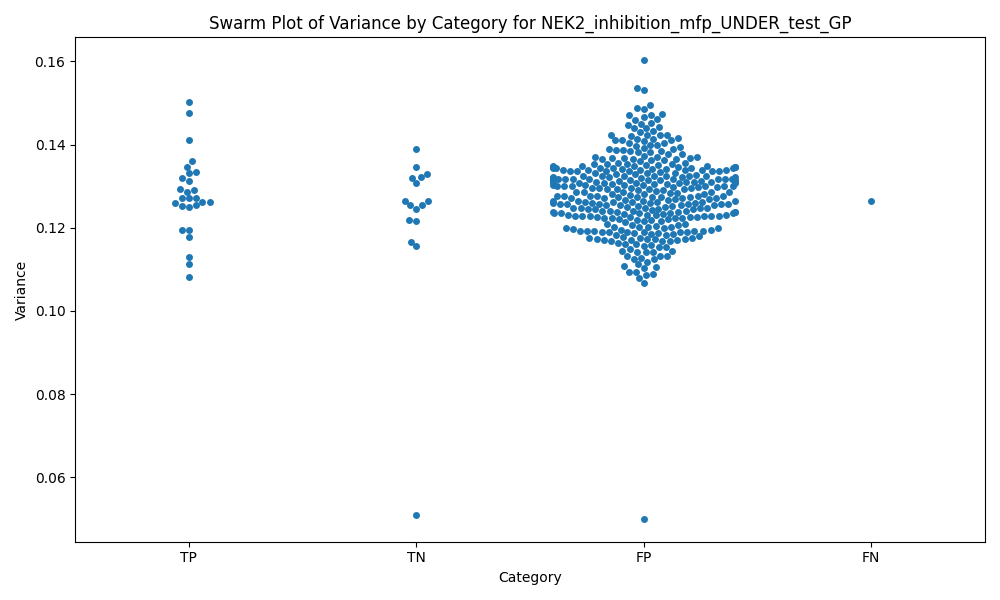 Swarm Plot of Variance by Category for NEK2_inhibition_mfp_UNDER_test_GP
Variance
0.16
0.14
0.12
0.10
0.08
0.06
TP
TN
FP
FN
Category